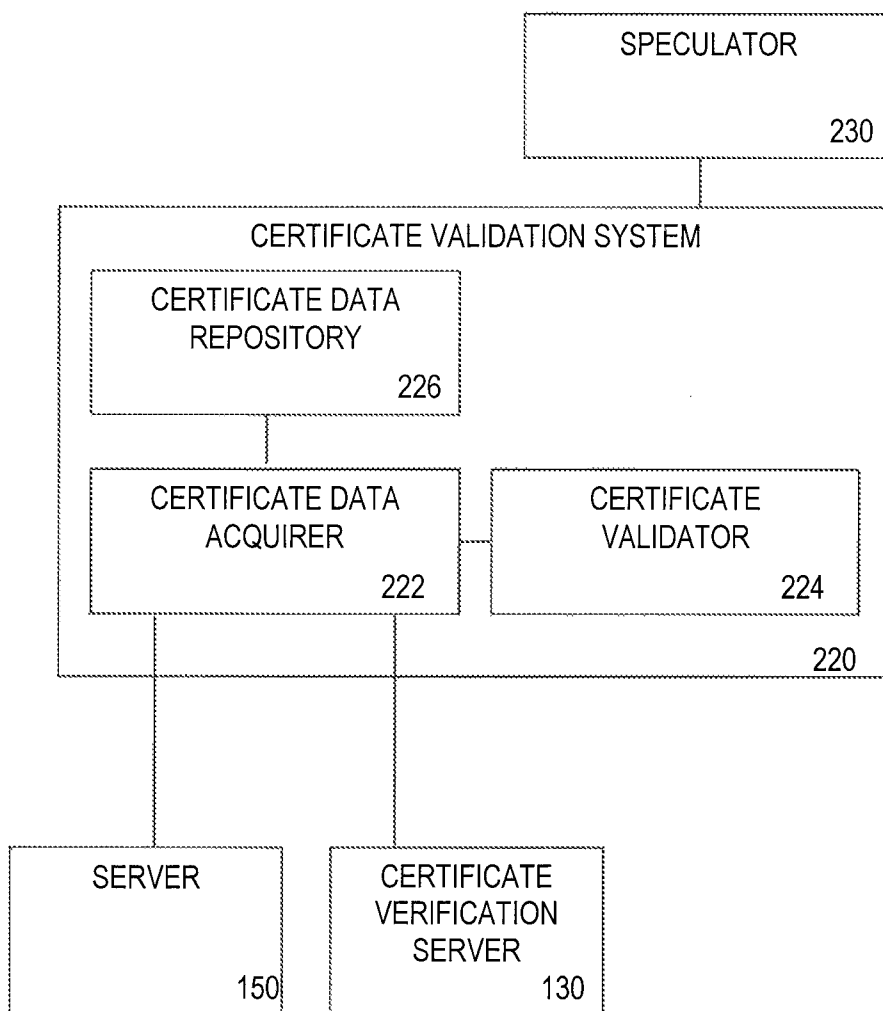 SPECULATOR
230
CERTIFICATE VALIDATION SYSTEM
CERTIFICATE DATA
REPOSITORY
226
CERTIFICATE DATA
ACQUIRER
222
CERTIFICATE
VALIDATOR
224
220
SERVER
150
CERTIFICATE
VERIFICATION
SERVER
130